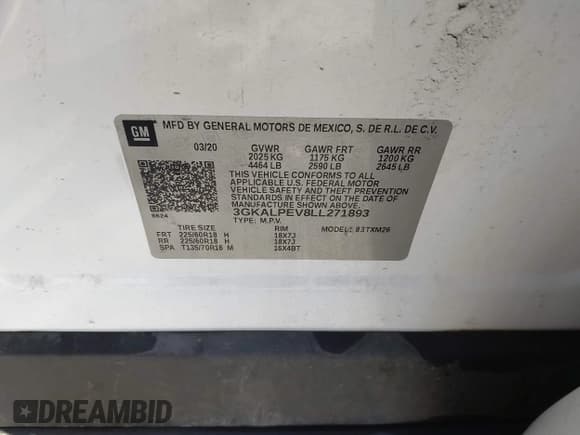 GM
MFD BY GENERAL MOTORS DE MEXICO, S. DE R.L. DE C.V.
03/20 GVWR GAWR FRT GAWR RR
2025 KG 1175 KG 1200 KG
4464 LB 2590 LB 2645 LB
THIS VEHICLE CONFORMS TO ALL
APPLICABLE U.S. FEDERAL MOTOR
VEHICLE SAFETY AND THEFT PREVENTION
STANDARDS IN EFFECT ON THE DATE OF
MANUFACTURE SHOWN ABOVE.
3GKALPEV8LL271893
6624 TYPE: M.P.V. MODEL: 83TXM26
TIRE SIZE RIM
FRT 225/60R18 H 18X7J
RR 225/60R18 H 18X7J
SPA T135/70R16 M 16X4BT
DREAMBID